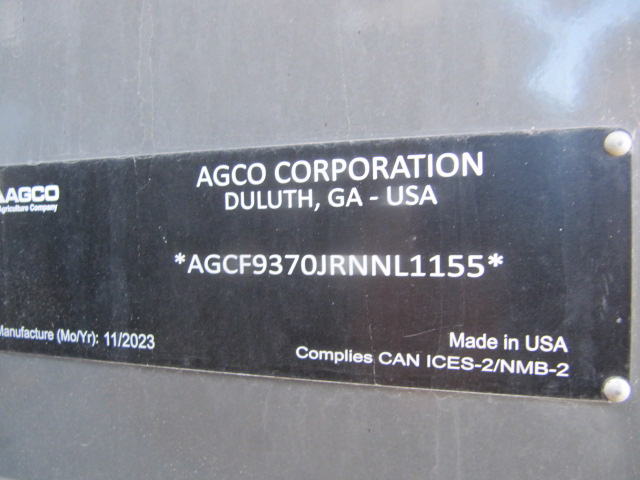 AGCO
Agriculture Company
AGCO CORPORATION
DULUTH, GA - USA
*AGCF9370JRNNL1155*
Manufacture (Mo/Yr): 11/2023
Made in USA
Complies CAN ICES-2/NMB-2